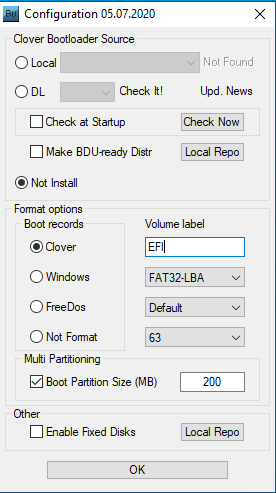 BU Configuration 05.07.2020
Clover Bootloader Source
Local Not Found
DL Check It! Upd. News
Check at Startup Check Now
Make BDU-ready Distr Local Repo
Not Install
Format options
Boot records Volume label
Clover EFI
Windows FAT32-LBA
FreeDos Default
Not Format 63
Multi Partitioning
Boot Partition Size (MB) 200
Other
Enable Fixed Disks Local Repo
OK